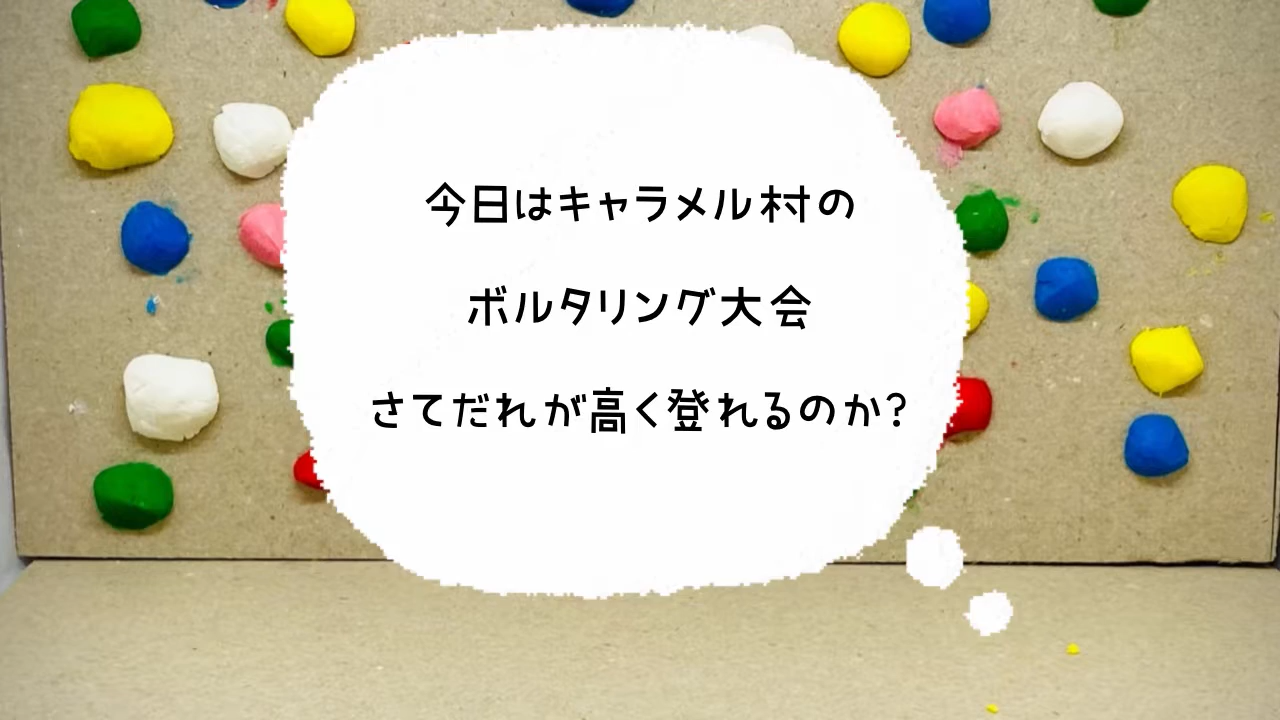 今日はキャラメル村の
ボルタリング大会
さてだれが高く登れるのか?